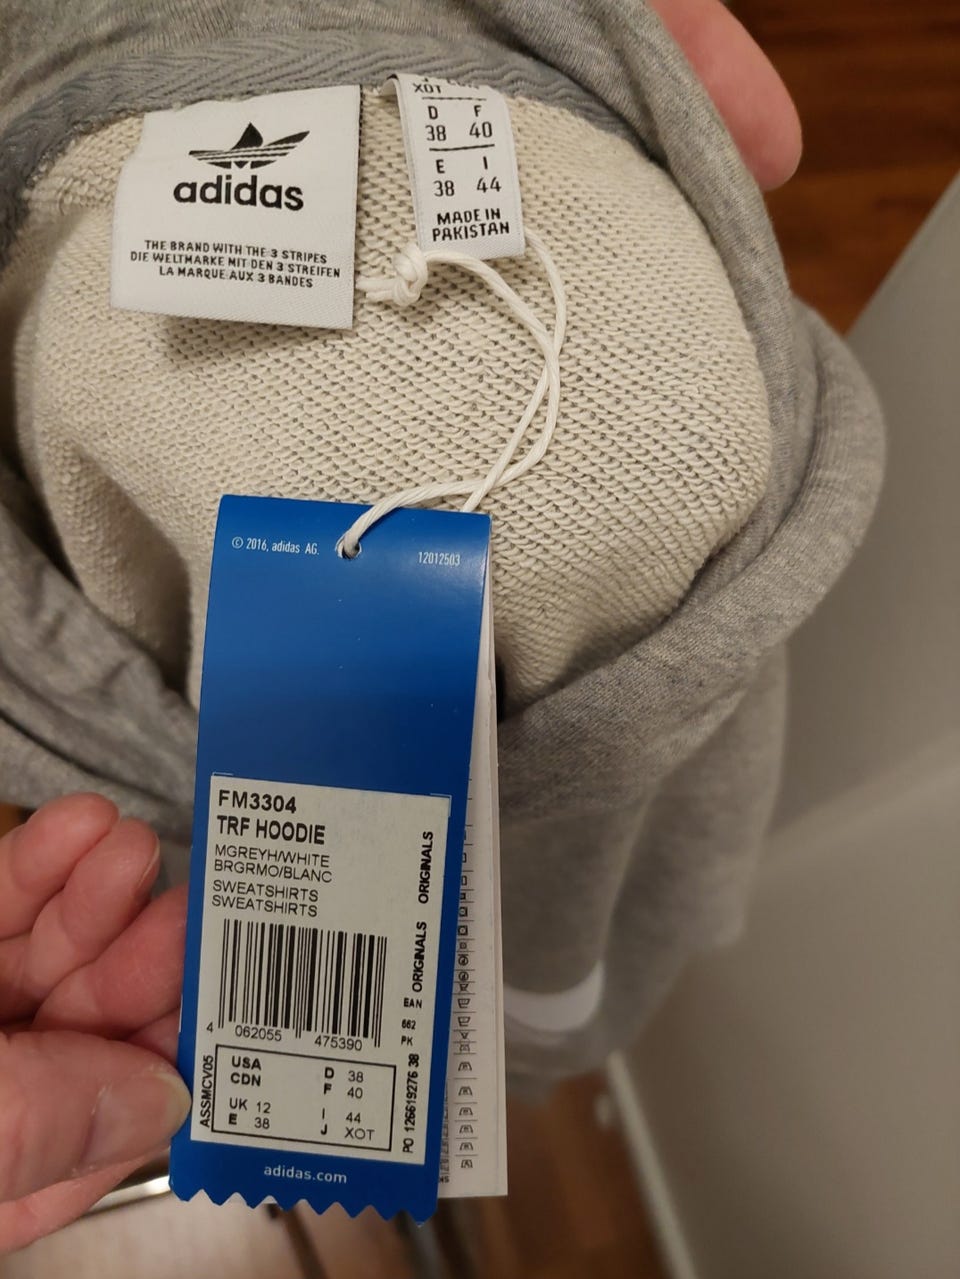 adidas
THE BRAND WITH THE 3 STRIPES
DIE WELTMARKE MIT DEN 3 STREIFEN
LA MARQUE AUX 3 BANDES
XOT
D F
38 40
E I
38 44
MADE IN
PAKISTAN
© 2016, adidas AG.
12012503
FM3304
TRF HOODIE
MGREYH/WHITE
BRGRMO/BLANC
SWEATSHIRTS
SWEATSHIRTS
ORIGINALS ORIGINALS
4 062055 475390
EAN
662
PK
ASSMCV05
USA
CDN
UK 12
E 38
D 38
F 40
I 44
J XOT
PO 126619276 38
adidas.com